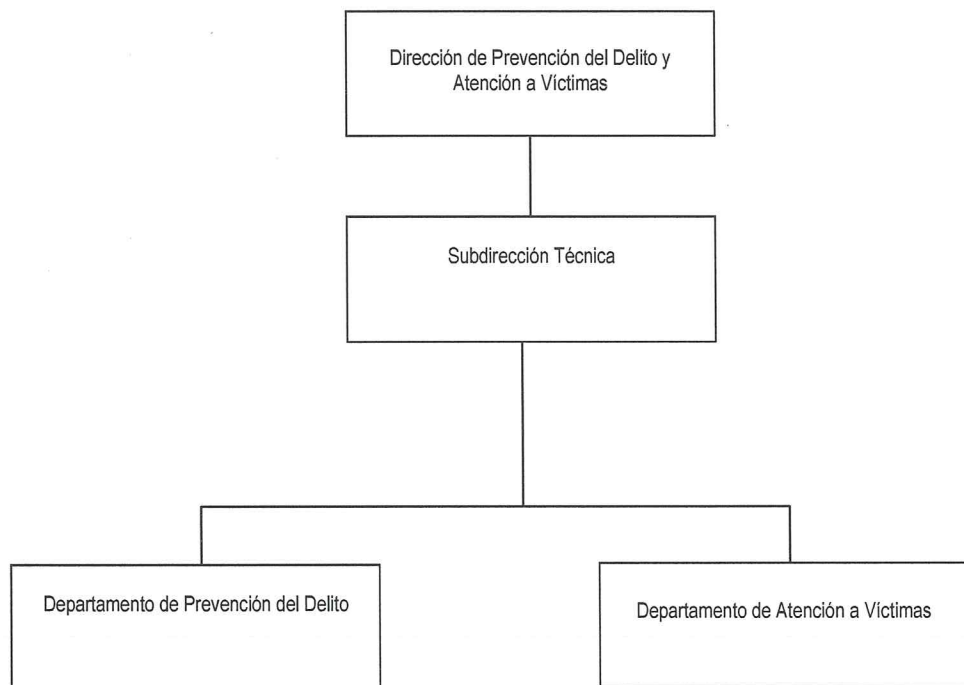 Dirección de Prevención del Delito y
Atención a Víctimas
Subdirección Técnica
Departamento de Prevención del Delito
Departamento de Atención a Víctimas